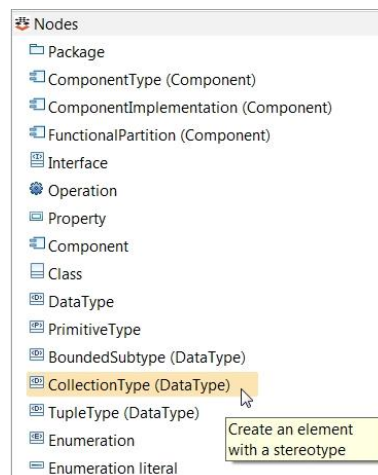 Nodes
Package
ComponentType (Component)
ComponentImplementation (Component)
FunctionalPartition (Component)
Interface
Operation
Property
Component
Class
DataType
PrimitiveType
BoundedSubtype (DataType)
CollectionType (DataType)
TupleType (DataType)
Enumeration
Enumeration literal
Create an element
with a stereotype